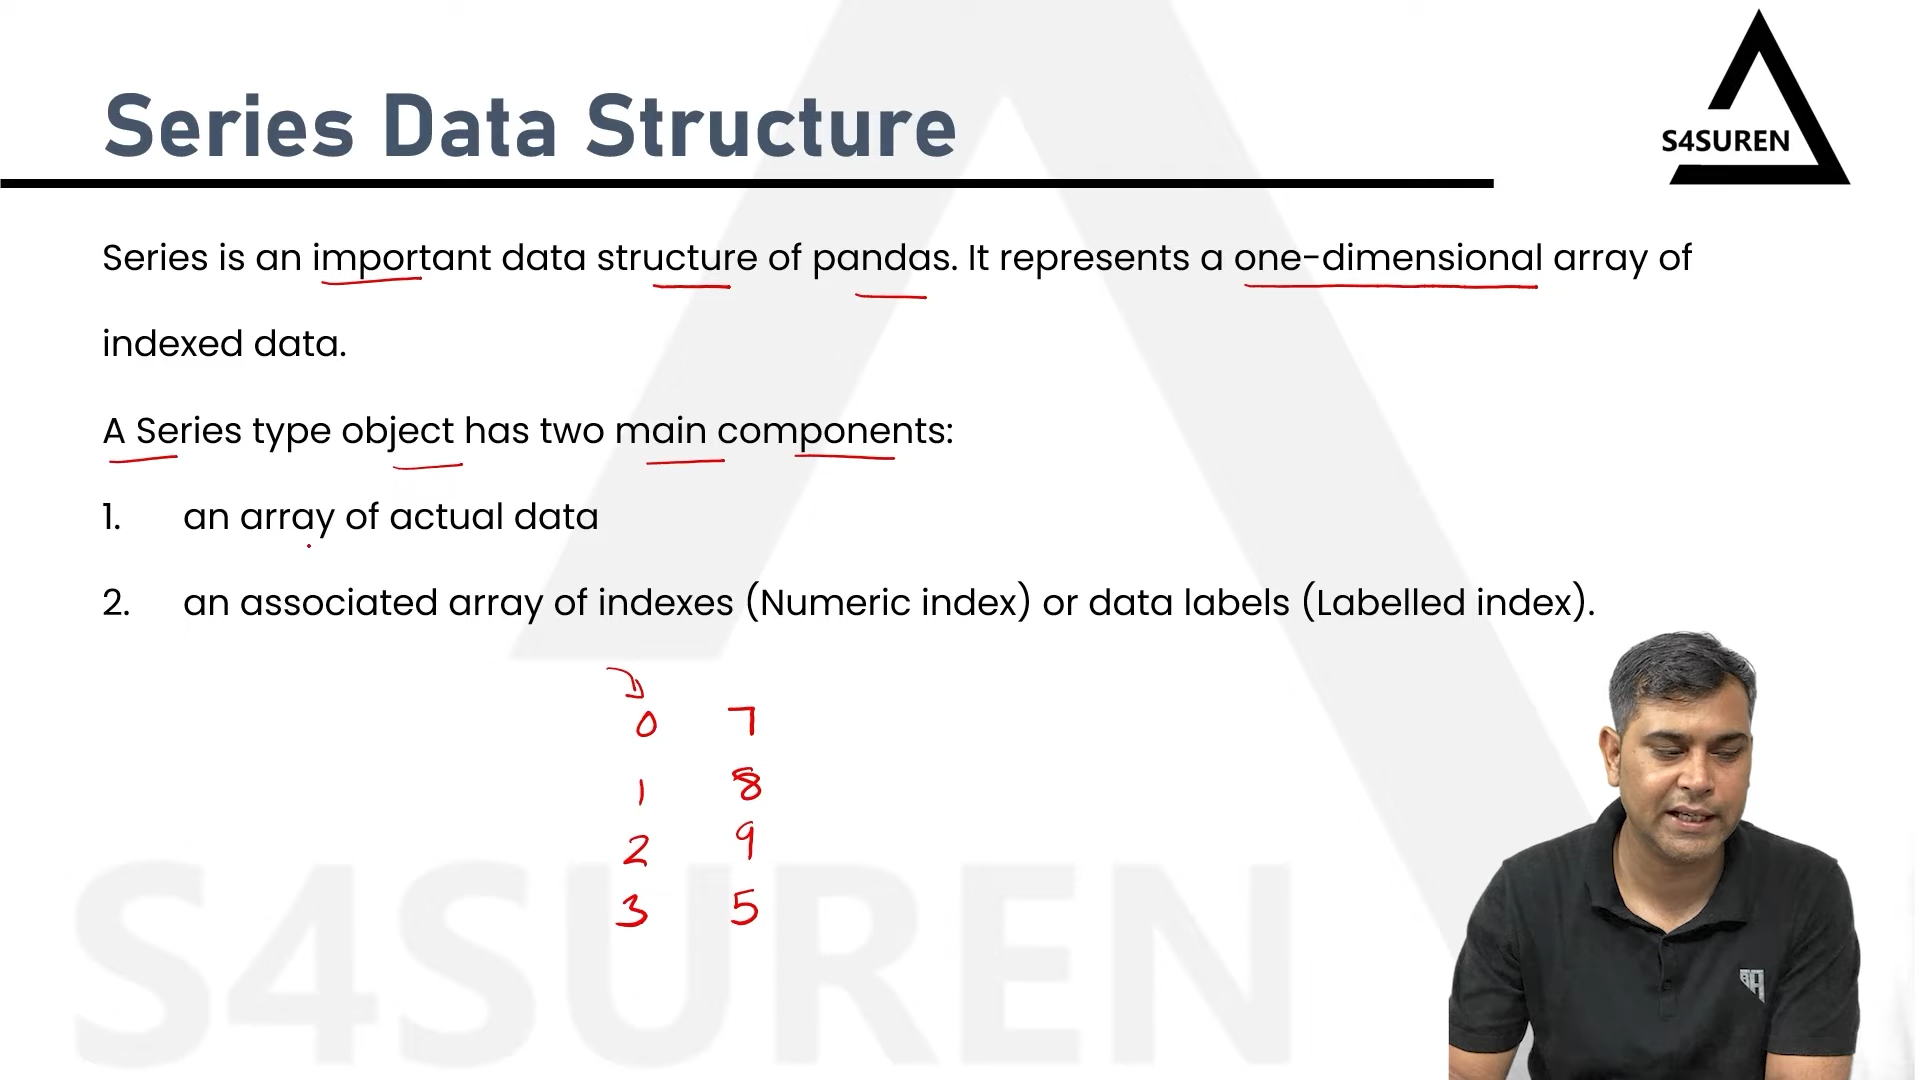 Series Data Structure
S4SUREN
Series is an important data structure of pandas. It represents a one-dimensional array of
indexed data.
A Series type object has two main components:
1. an array of actual data
2. an associated array of indexes (Numeric index) or data labels (Labelled index).
0 7
1 8
2 9
3 5
S4SUREN